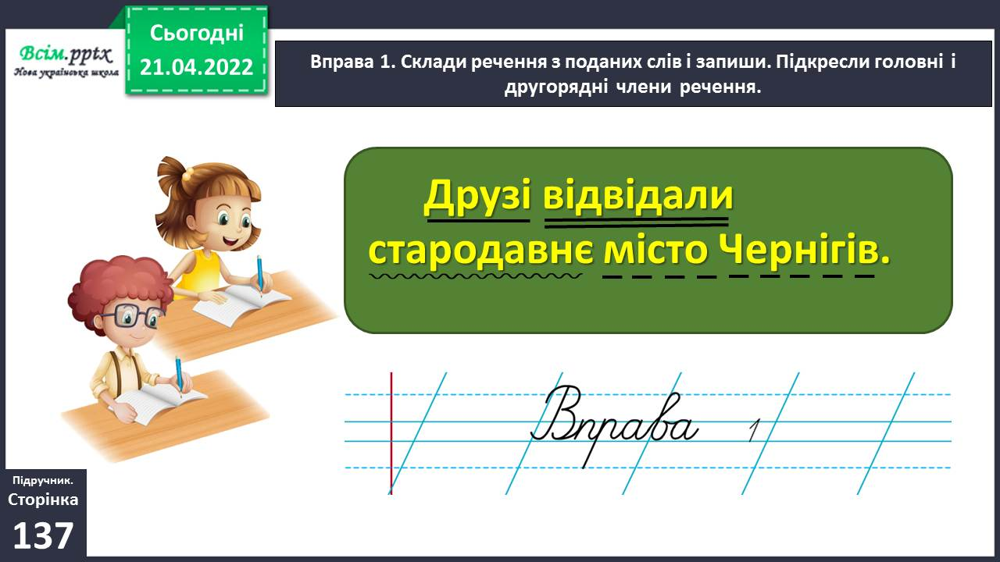 Всім.pptx
Нова українська школа
Сьогодні
21.04.2022
Вправа 1. Склади речення з поданих слів і запиши. Підкресли головні і
другорядні члени речення.
Друзі відвідали
стародавнє місто Чернігів.
Вправа 1
Підручник.
Сторінка
137